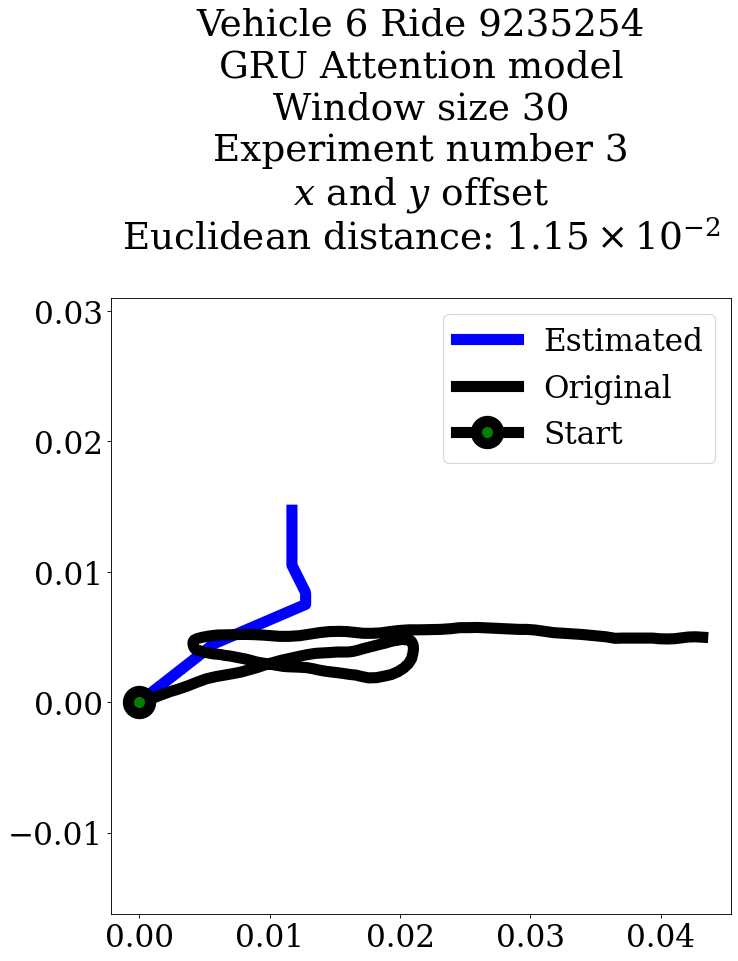 Vehicle 6 Ride 9235254
GRU Attention model
Window size 30
Experiment number 3
x and y offset
Euclidean distance: 1.15 × 10⁻²
0.03
0.02
0.01
0.00
−0.01
Estimated
Original
Start
0.00 0.01 0.02 0.03 0.04